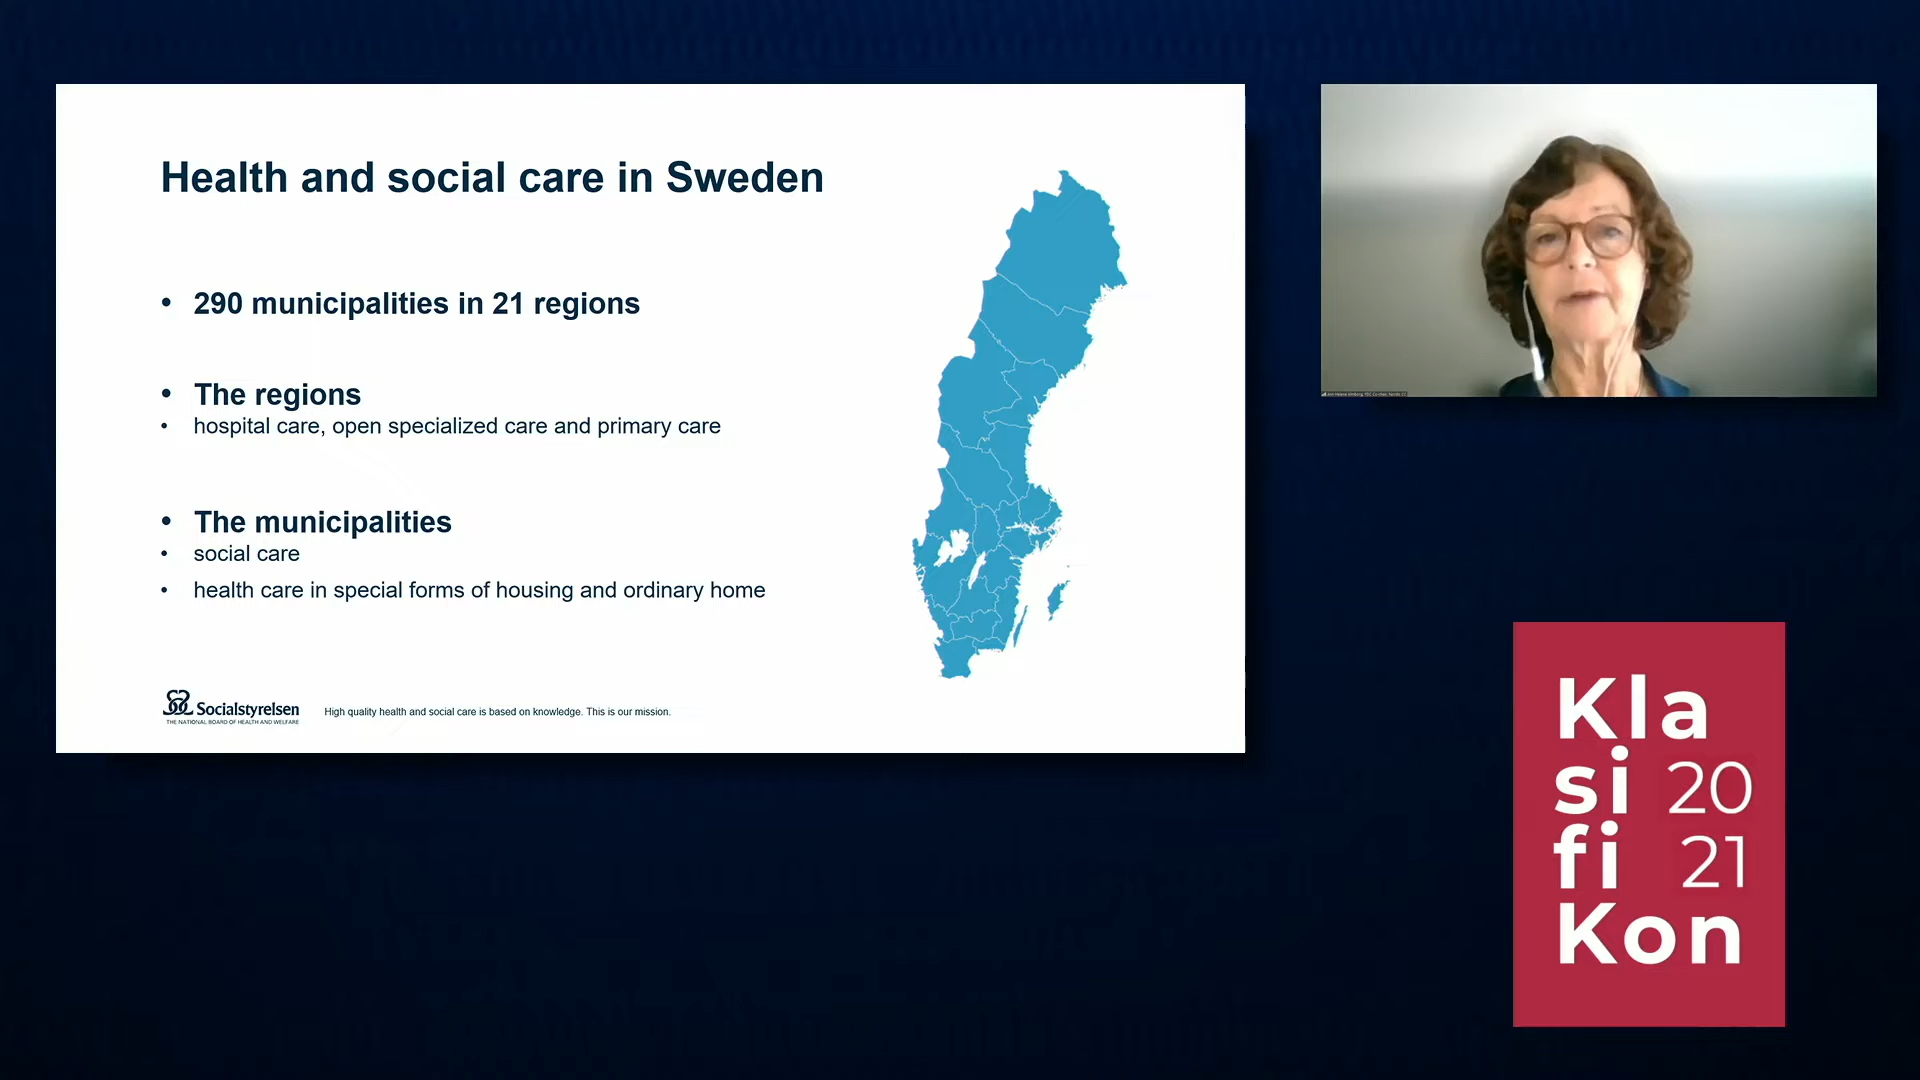 Health and social care in Sweden
• 290 municipalities in 21 regions
• The regions
• hospital care, open specialized care and primary care
• The municipalities
• social care
• health care in special forms of housing and ordinary home
Socialstyrelsen
THE NATIONAL BOARD OF HEALTH AND WELFARE
High quality health and social care is based on knowledge. This is our mission.
Kla
si 20
fi 21
Kon